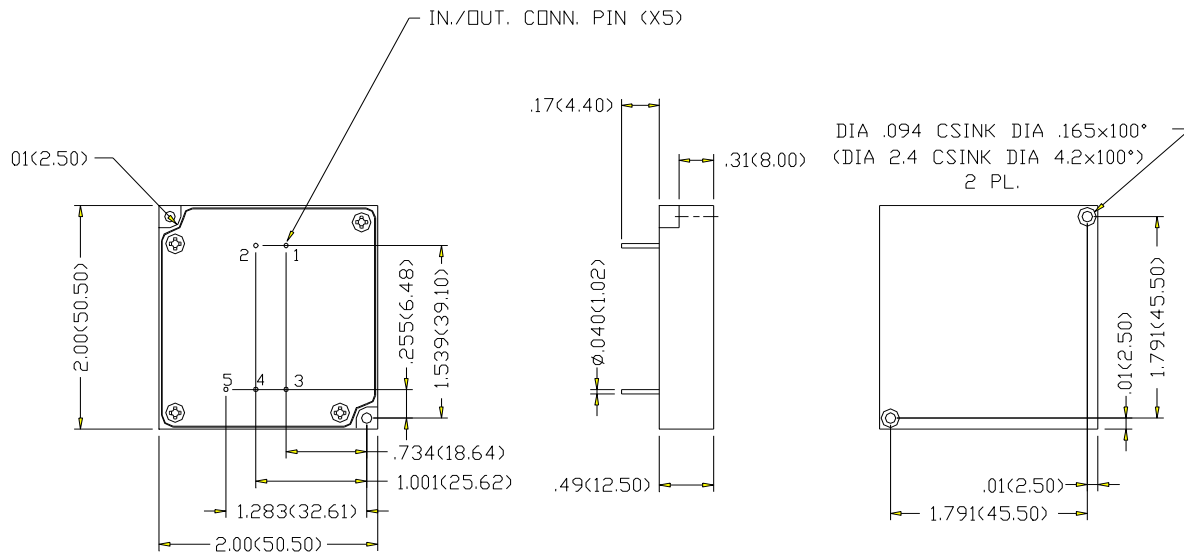 IN./OUT. CONN. PIN (X5)
.17(4.40)
DIA .094 CSINK DIA .165x100°
(DIA 2.4 CSINK DIA 4.2x100°)
2 PL.
01(2.50)
.31(8.00)
2 1
2.00(50.50)
.255(6.48)
1.539(39.10)
Ø.040(1.02)
.01(2.50)
1.791(45.50)
5 4 3
.734(18.64)
1.001(25.62)
.49(12.50)
.01(2.50)
1.283(32.61)
1.791(45.50)
2.00(50.50)